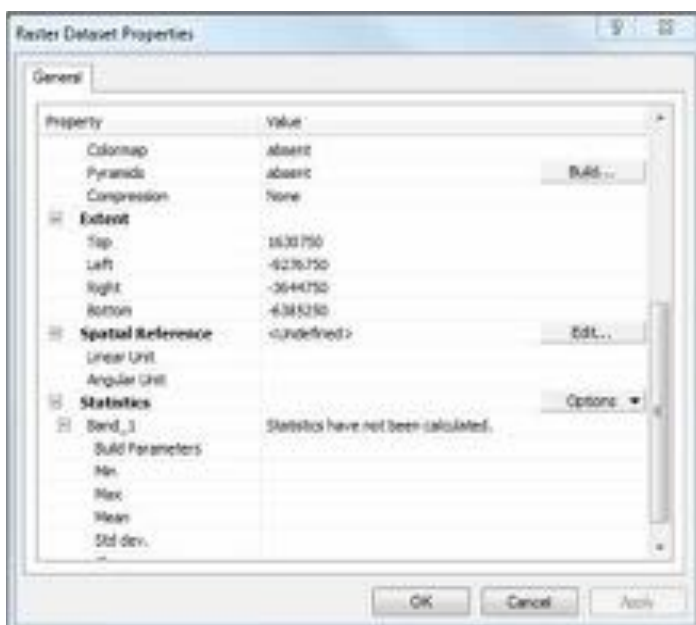 Raster Dataset Properties
General
Property Value
Colormap absent
Pyramids absent Build...
Compression None
Extent
Top 1630750
Left -9276750
Right -3644750
Bottom -6385250
Spatial Reference <Undefined> Edit...
Linear Unit
Angular Unit
Statistics Options
Band_1 Statistics have not been calculated.
Build Parameters
Min.
Max
Mean
Std dev.
OK Cancel Apply